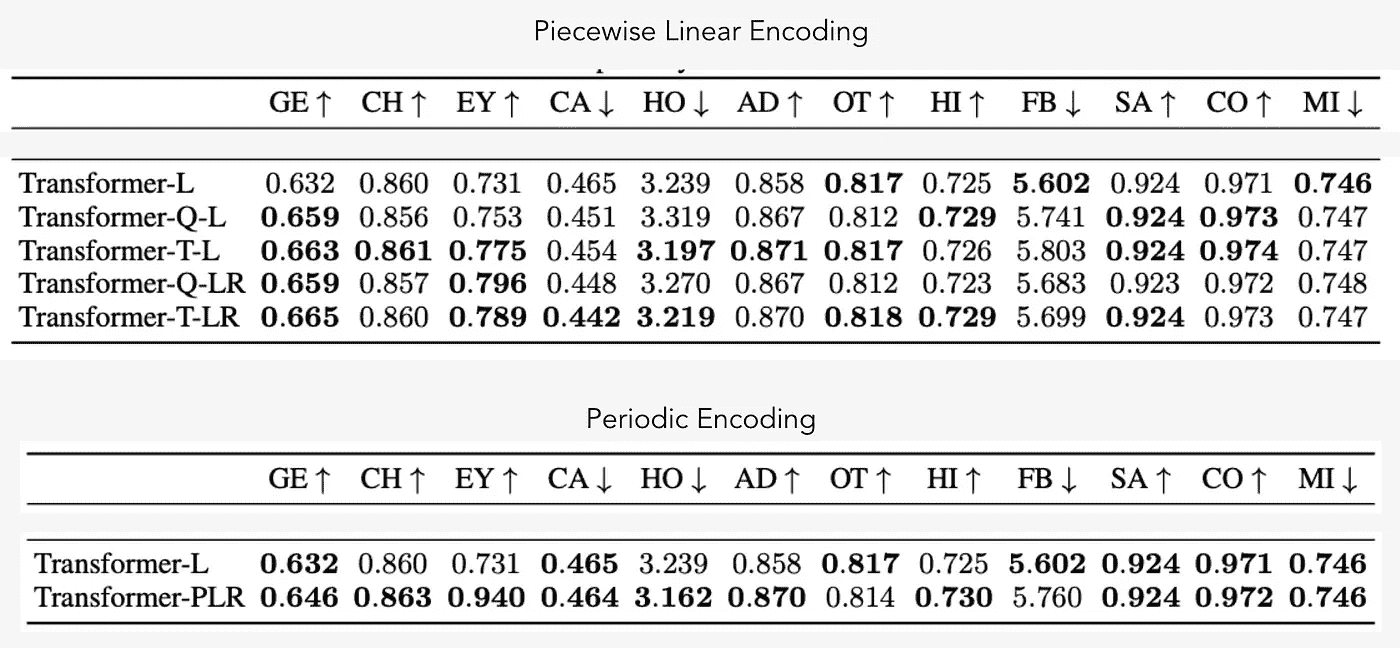 Piecewise Linear Encoding
GE ↑ CH ↑ EY ↑ CA ↓ HO ↓ AD ↑ OT ↑ HI ↑ FB ↓ SA ↑ CO ↑ MI ↓
Transformer-L 0.632 0.860 0.731 0.465 3.239 0.858 0.817 0.725 5.602 0.924 0.971 0.746
Transformer-Q-L 0.659 0.856 0.753 0.451 3.319 0.867 0.812 0.729 5.741 0.924 0.973 0.747
Transformer-T-L 0.663 0.861 0.775 0.454 3.197 0.871 0.817 0.726 5.803 0.924 0.974 0.747
Transformer-Q-LR 0.659 0.857 0.796 0.448 3.270 0.867 0.812 0.723 5.683 0.923 0.972 0.748
Transformer-T-LR 0.665 0.860 0.789 0.442 3.219 0.870 0.818 0.729 5.699 0.924 0.973 0.747
Periodic Encoding
GE ↑ CH ↑ EY ↑ CA ↓ HO ↓ AD ↑ OT ↑ HI ↑ FB ↓ SA ↑ CO ↑ MI ↓
Transformer-L 0.632 0.860 0.731 0.465 3.239 0.858 0.817 0.725 5.602 0.924 0.971 0.746
Transformer-PLR 0.646 0.863 0.940 0.464 3.162 0.870 0.814 0.730 5.760 0.924 0.972 0.746